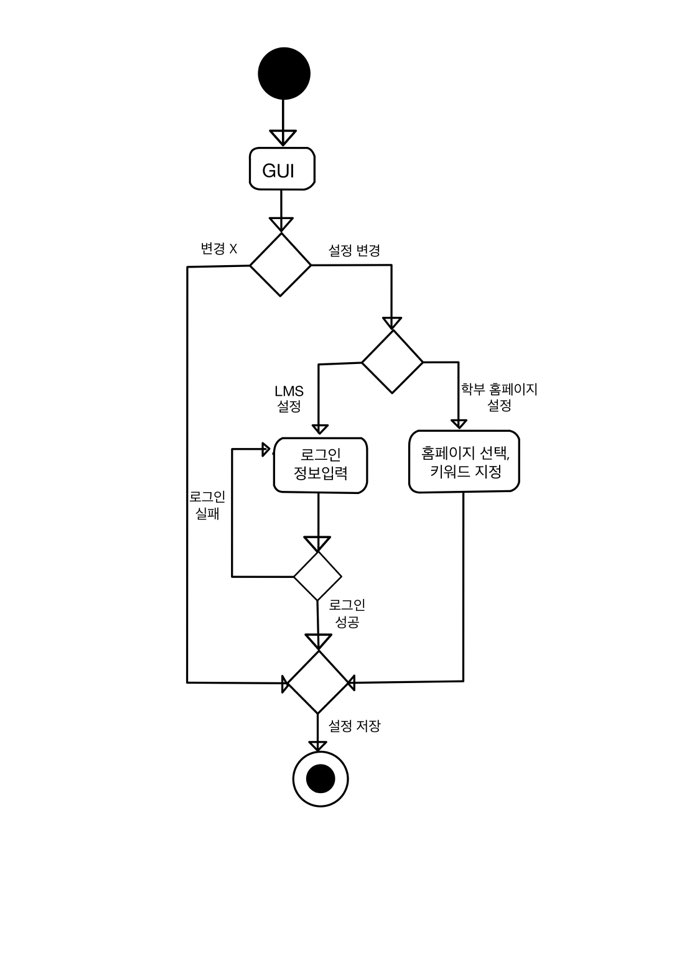 GUI
변경 X
설정 변경
LMS
설정
학부 홈페이지
설정
로그인
정보입력
홈페이지 선택,
키워드 지정
로그인
실패
로그인
성공
설정 저장